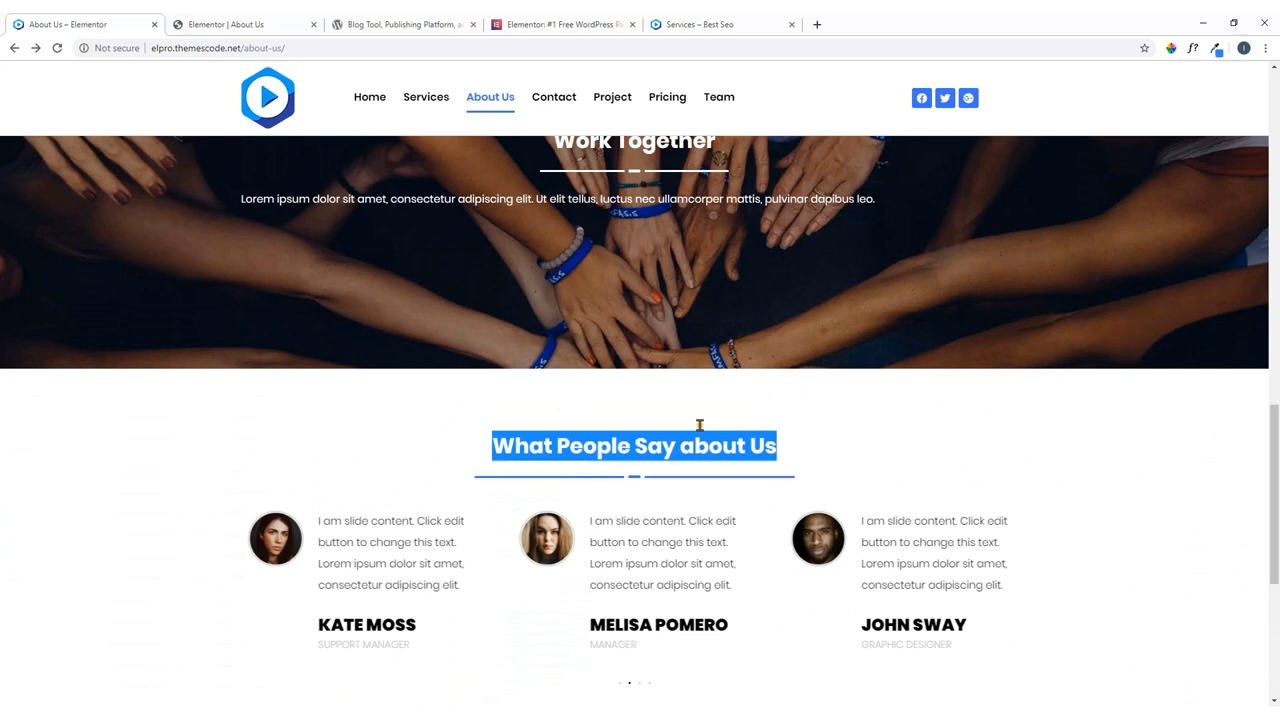 About Us – Elementor
Elementor | About Us
Blog Tool, Publishing Platform, a
Elementor: #1 Free WordPress P
Services – Best Seo
Not secure
elpro.themescode.net/about-us/
f?
I
Home
Services
About Us
Contact
Project
Pricing
Team
Work Together
Lorem ipsum dolor sit amet, consectetur adipiscing elit. Ut elit tellus, luctus nec ullamcorper mattis, pulvinar dapibus leo.
What People Say about Us
I am slide content. Click edit
button to change this text.
Lorem ipsum dolor sit amet,
consectetur adipiscing elit.
KATE MOSS
SUPPORT MANAGER
I am slide content. Click edit
button to change this text.
Lorem ipsum dolor sit amet,
consectetur adipiscing elit.
MELISA POMERO
MANAGER
I am slide content. Click edit
button to change this text.
Lorem ipsum dolor sit amet,
consectetur adipiscing elit.
JOHN SWAY
GRAPHIC DESIGNER